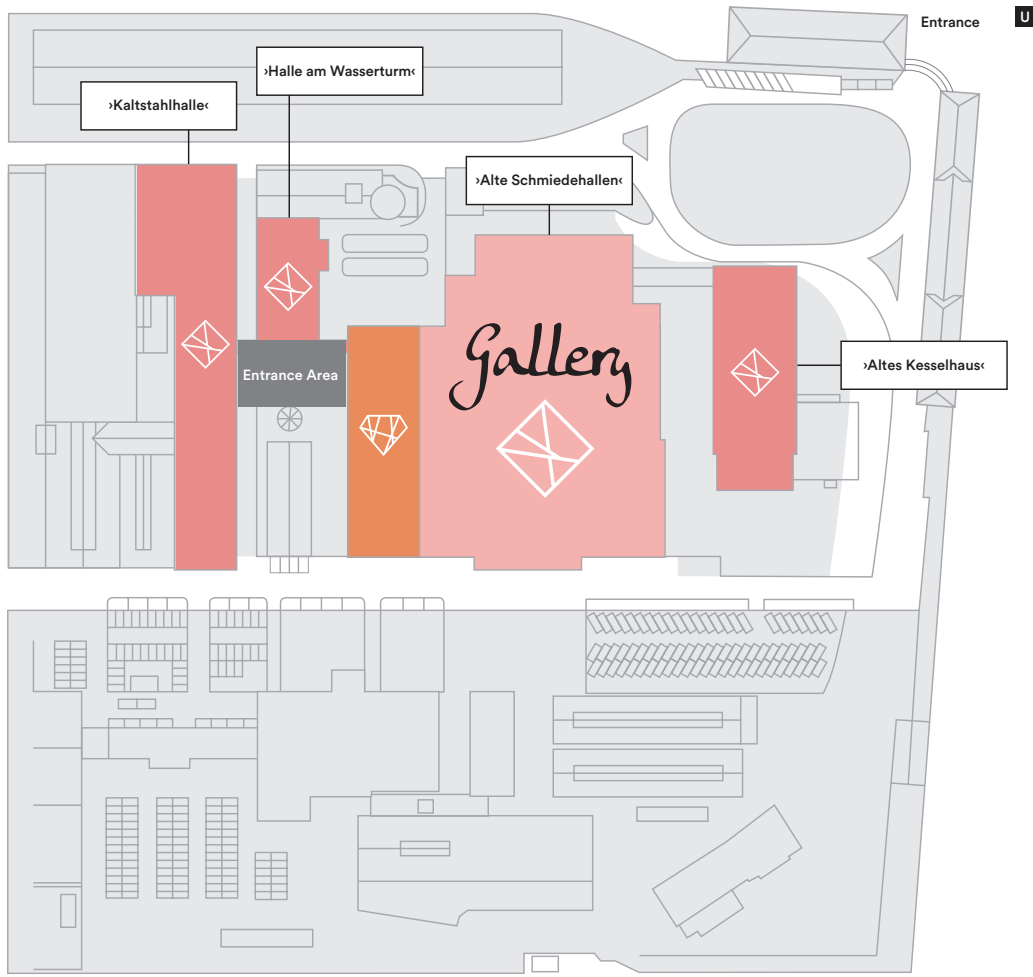 Entrance
U
›Halle am Wasserturm‹
›Kaltstahlhalle‹
›Alte Schmiedehallen‹
Gallery
›Altes Kesselhaus‹
Entrance Area